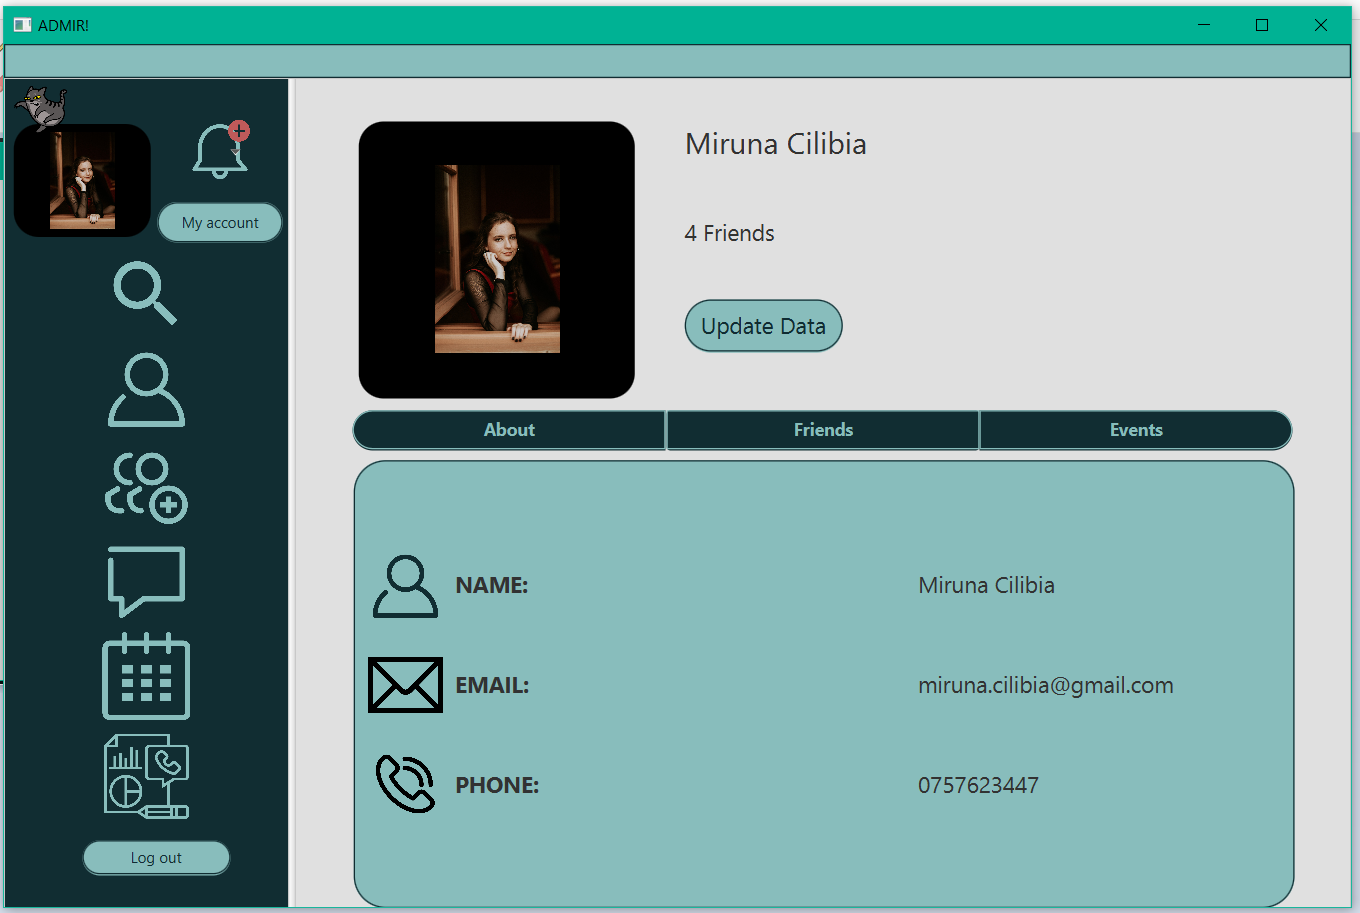 ADMIR!
My account
Log out
Miruna Cilibia
4 Friends
Update Data
About
Friends
Events
NAME:
Miruna Cilibia
EMAIL:
miruna.cilibia@gmail.com
PHONE:
0757623447